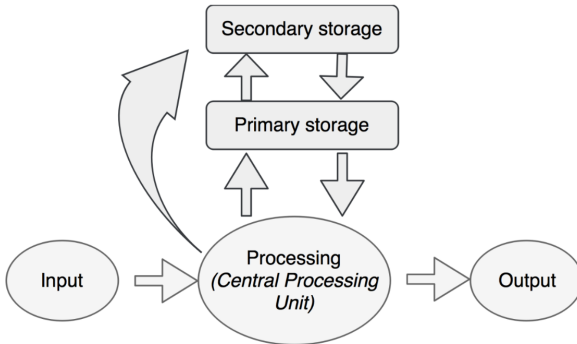 Secondary storage
Primary storage
Processing
(Central Processing
Unit)
Input
Output